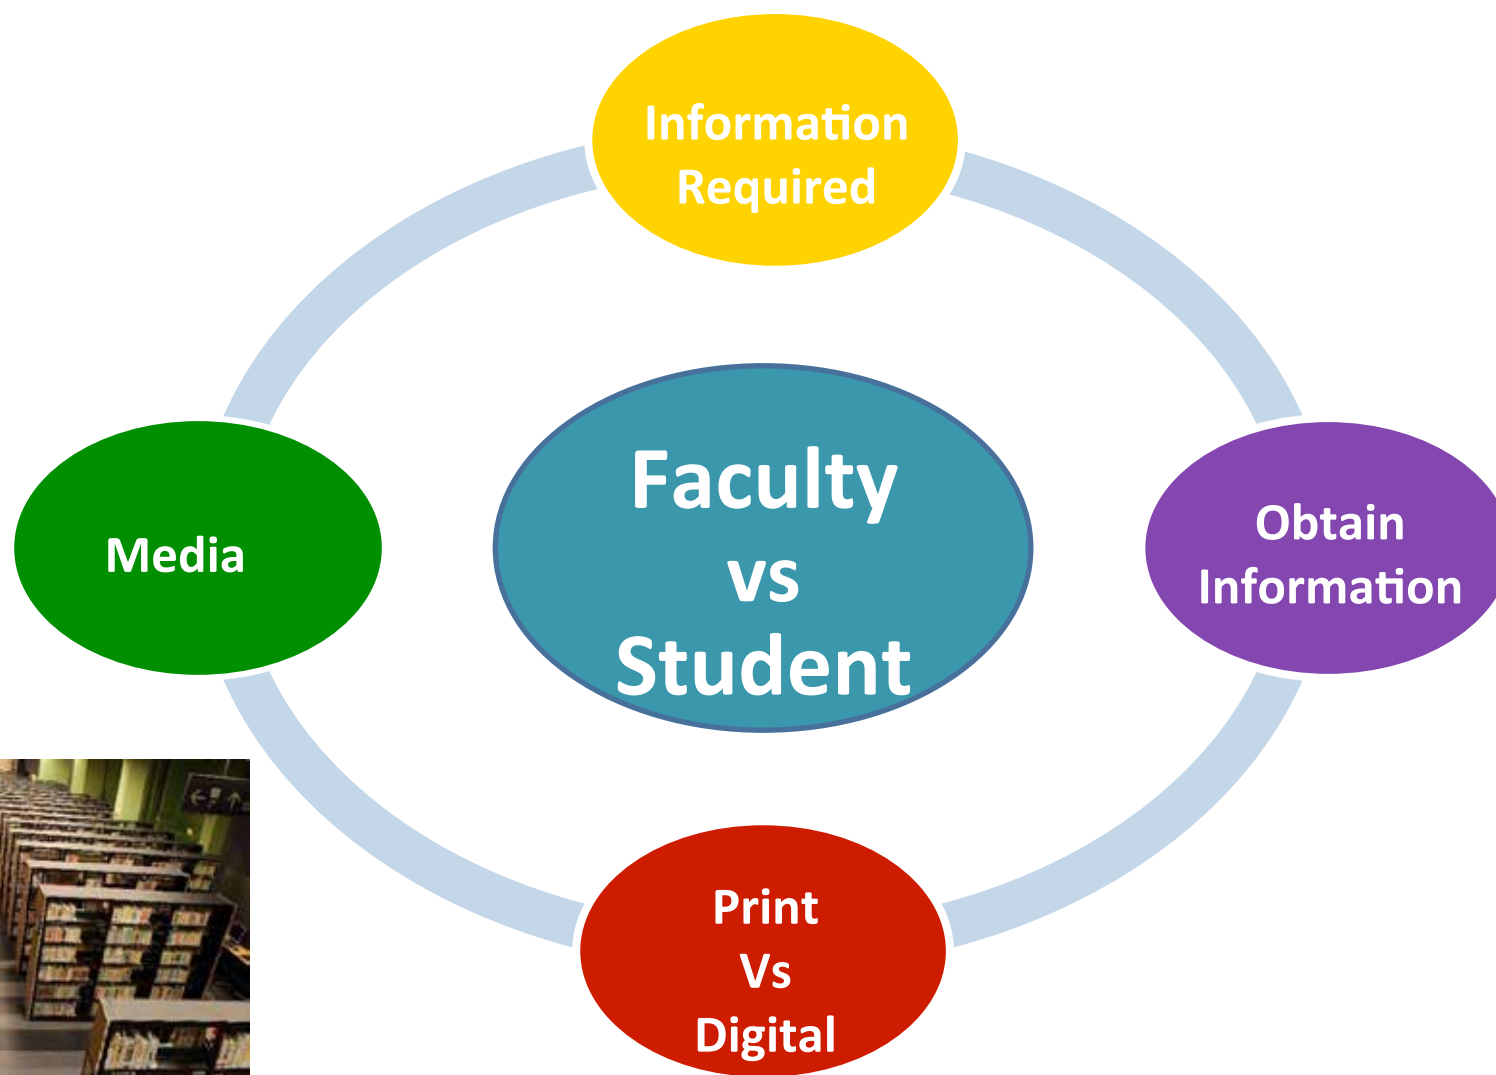 Information
Required
Faculty
vs
Student
Media
Obtain
Information
Print
Vs
Digital